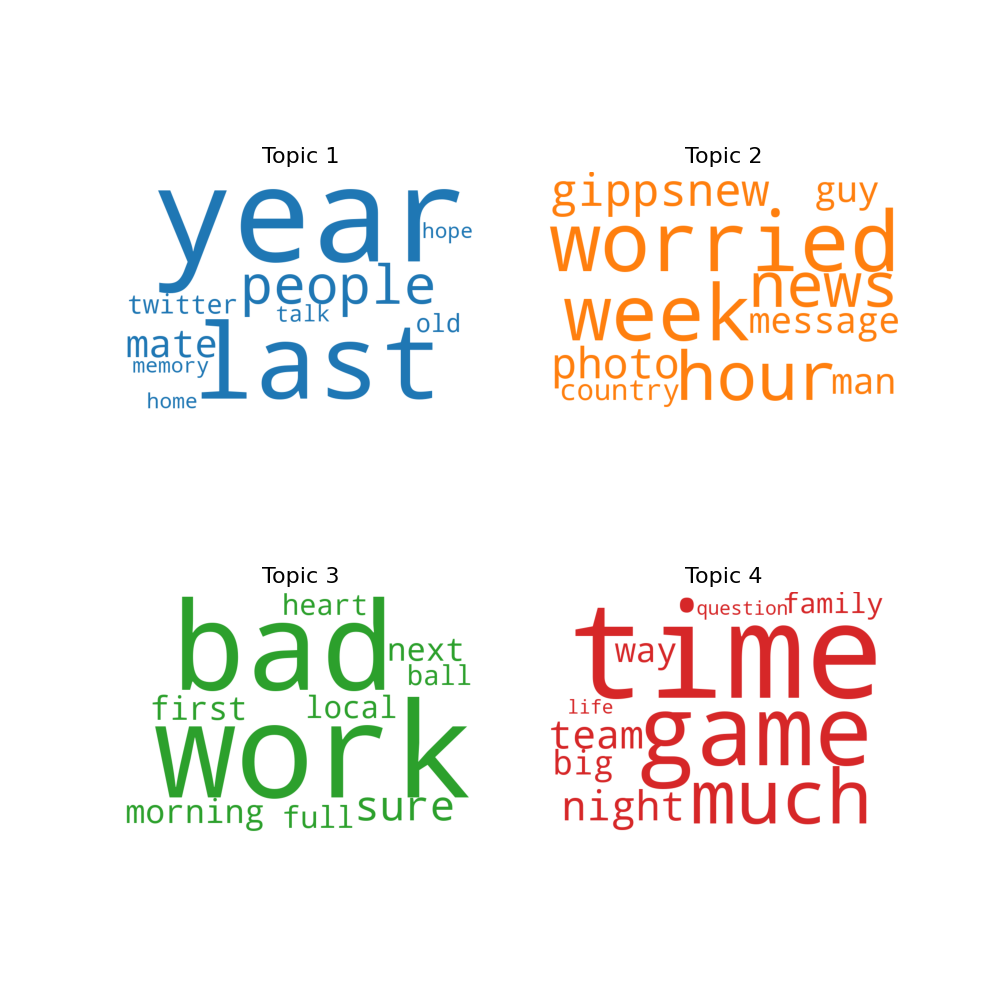 Topic 1
year
hope
people
twitter
talk
old
mate
last
memory
home
Topic 2
gippsnew
guy
worried
news
week
message
photo
hour
country
man
Topic 3
heart
bad
next
ball
first
local
work
morning
full
sure
Topic 4
question
family
time
way
life
game
team
big
night
much